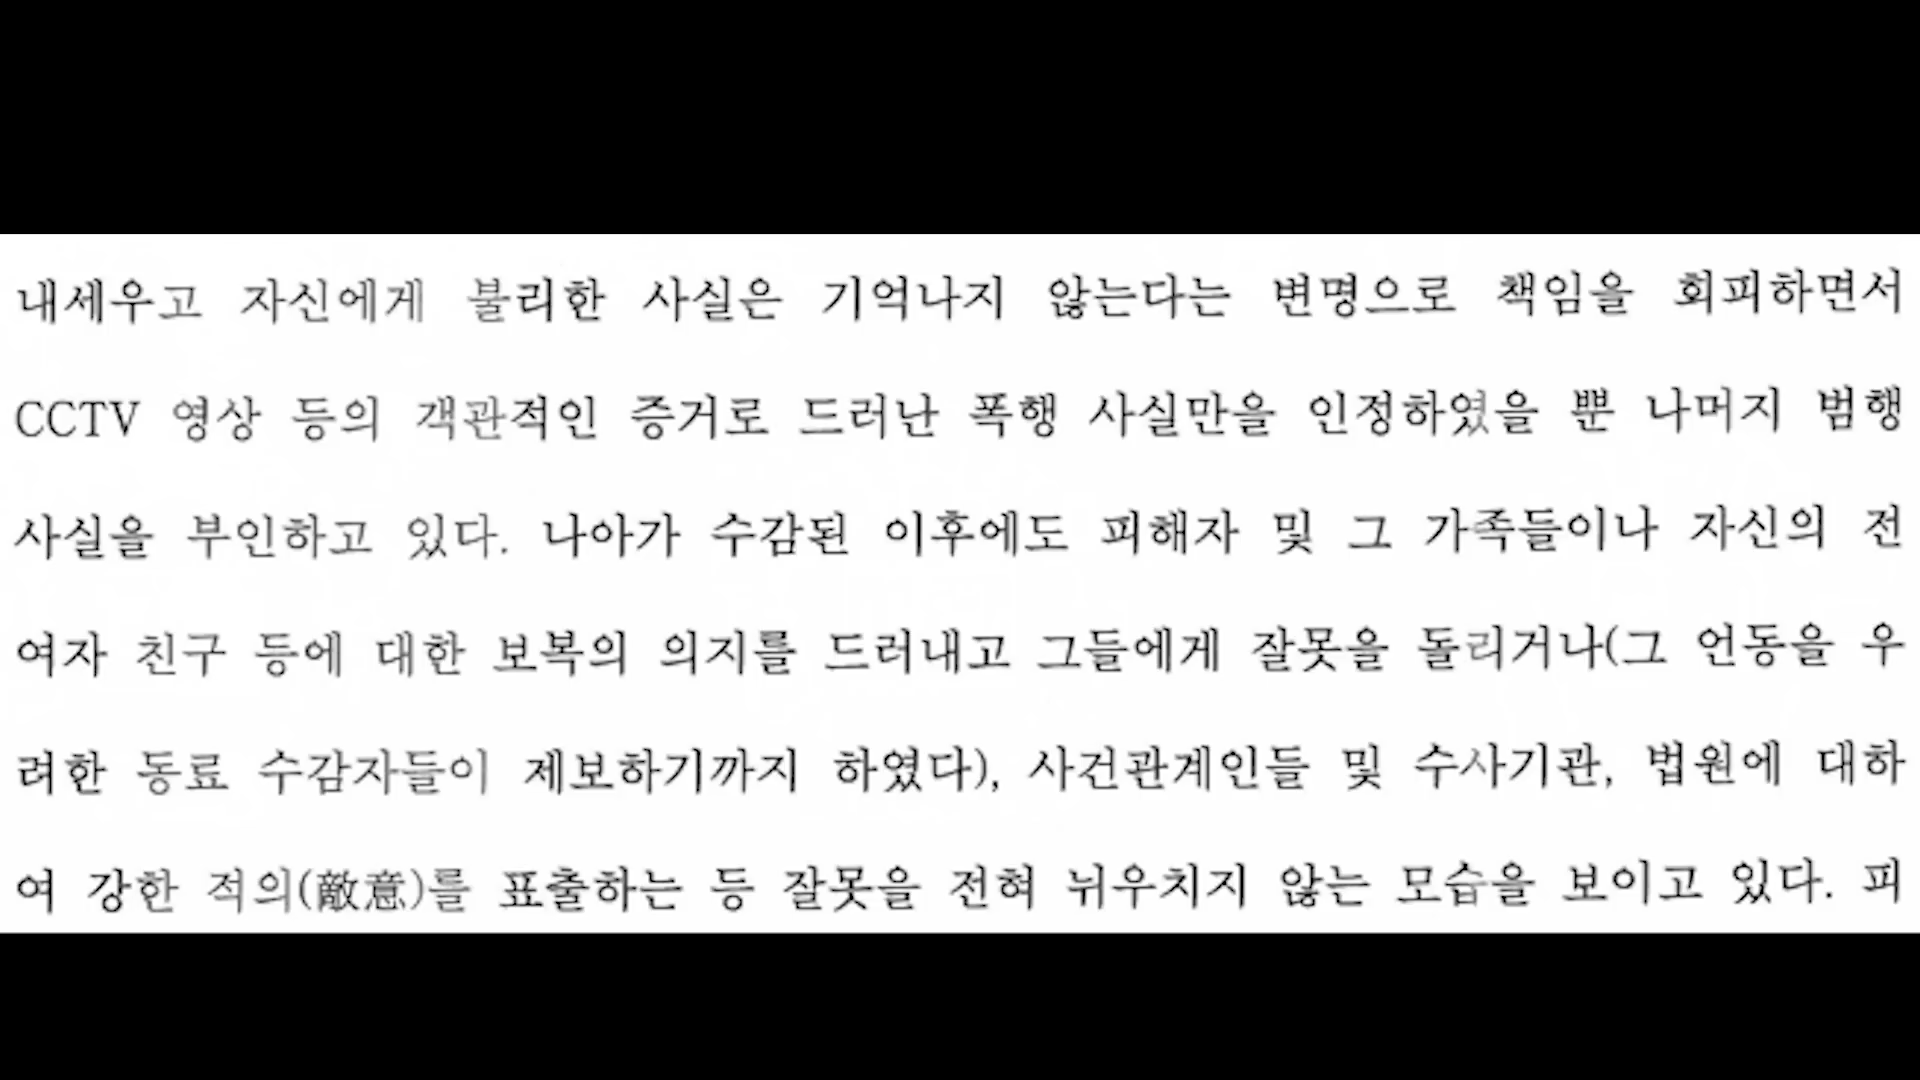 내세우고 자신에게 불리한 사실은 기억나지 않는다는 변명으로 책임을 회피하면서
CCTV 영상 등의 객관적인 증거로 드러난 폭행 사실만을 인정하였을 뿐 나머지 범행
사실을 부인하고 있다. 나아가 수감된 이후에도 피해자 및 그 가족들이나 자신의 전
여자 친구 등에 대한 보복의 의지를 드러내고 그들에게 잘못을 돌리거나(그 언동을 우
려한 동료 수감자들이 제보하기까지 하였다), 사건관계인들 및 수사기관, 법원에 대하
여 강한 적의(敵意)를 표출하는 등 잘못을 전혀 뉘우치지 않는 모습을 보이고 있다. 피